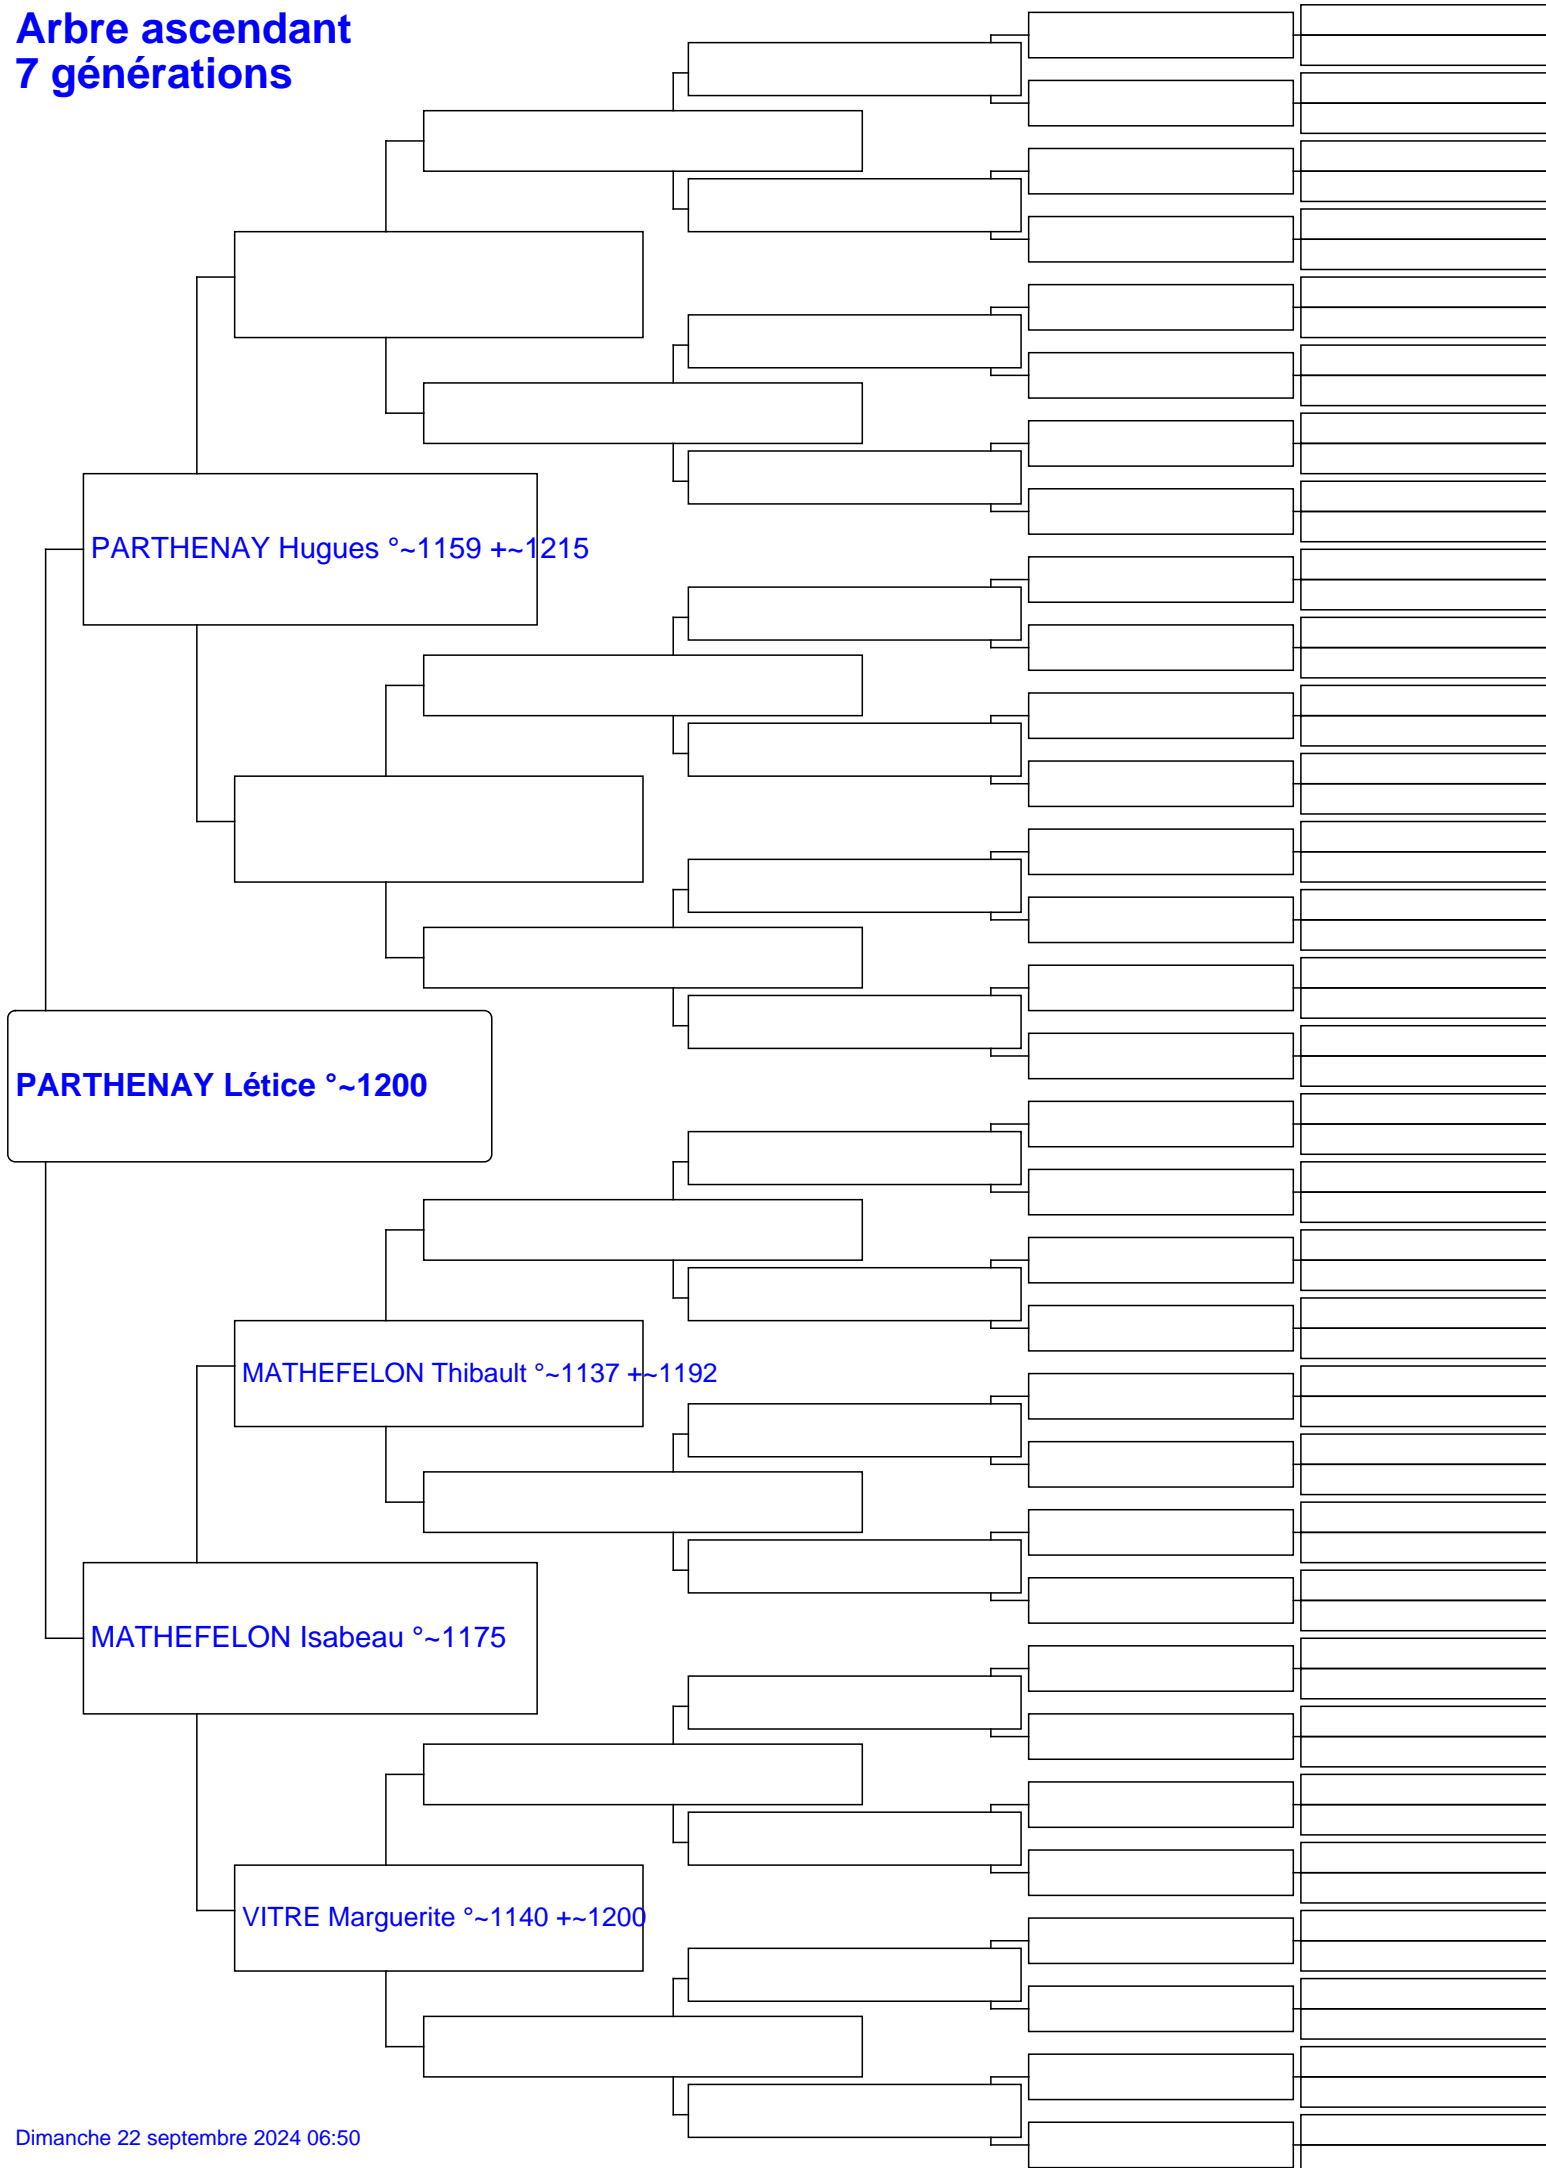 Arbre ascendant
7 générations
PARTHENAY Hugues °~1159 +~1215
PARTHENAY Létice °~1200
MATHEFELON Thibault °~1137 +~1192
MATHEFELON Isabeau °~1175
VITRE Marguerite °~1140 +~1200
Dimanche 22 septembre 2024 06:50